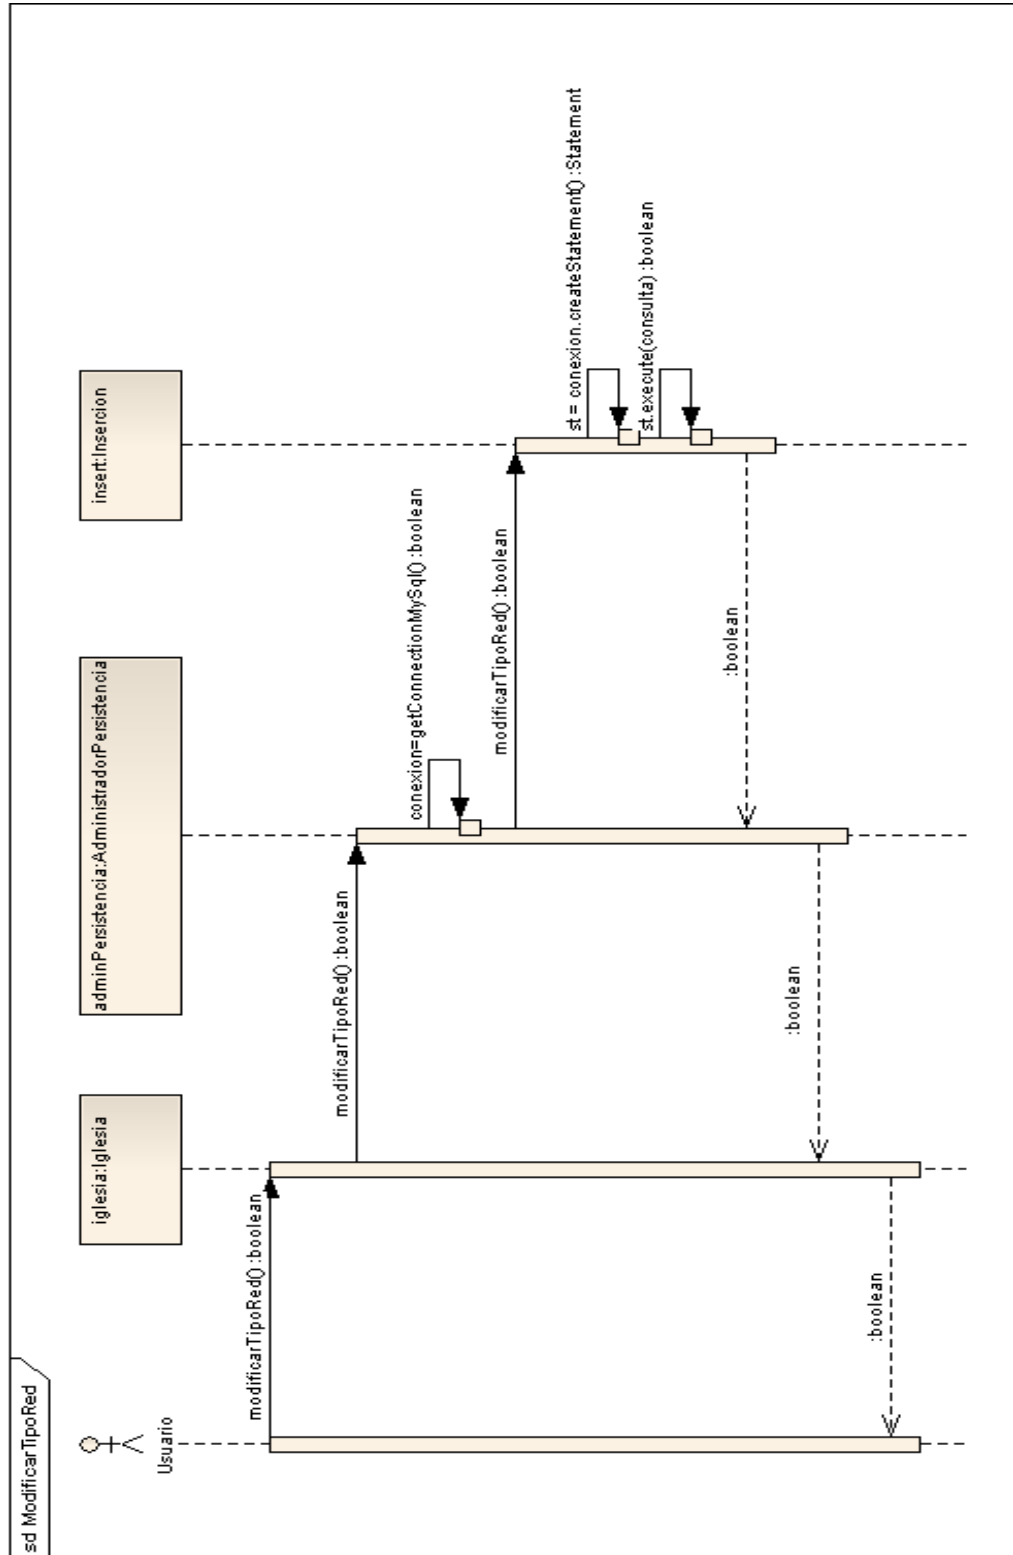 sd ModificarTipoRed
Usuario
iglesia:Iglesia
adminPersistencia:AdministradorPersistencia
insert:Insercion
modificarTipoRed() :boolean
modificarTipoRed() :boolean
conexion=getConnectionMySql() :boolean
modificarTipoRed() :boolean
st = conexion.createStatement() :Statement
st.execute(consulta) :boolean
:boolean
:boolean
:boolean